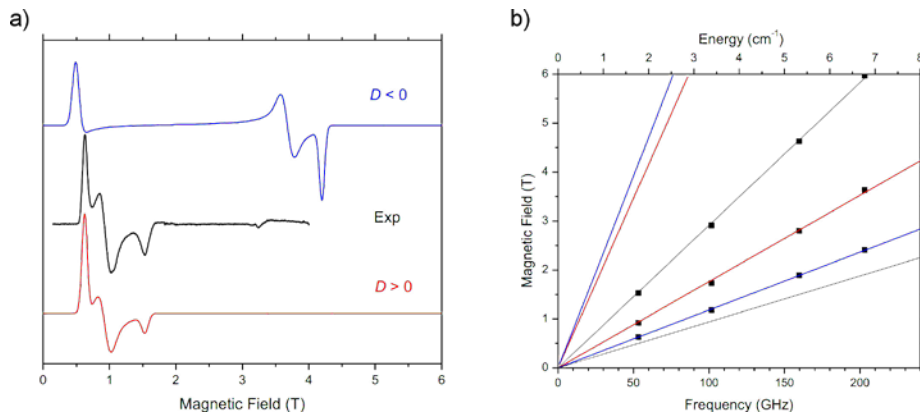 a)
D < 0
Exp
D > 0
0 1 2 3 4 5 6
Magnetic Field (T)
b)
Energy (cm-1)
0 1 2 3 4 5 6 7 8
6
5
4
3
2
1
0
Magnetic Field (T)
0 50 100 150 200
Frequency (GHz)